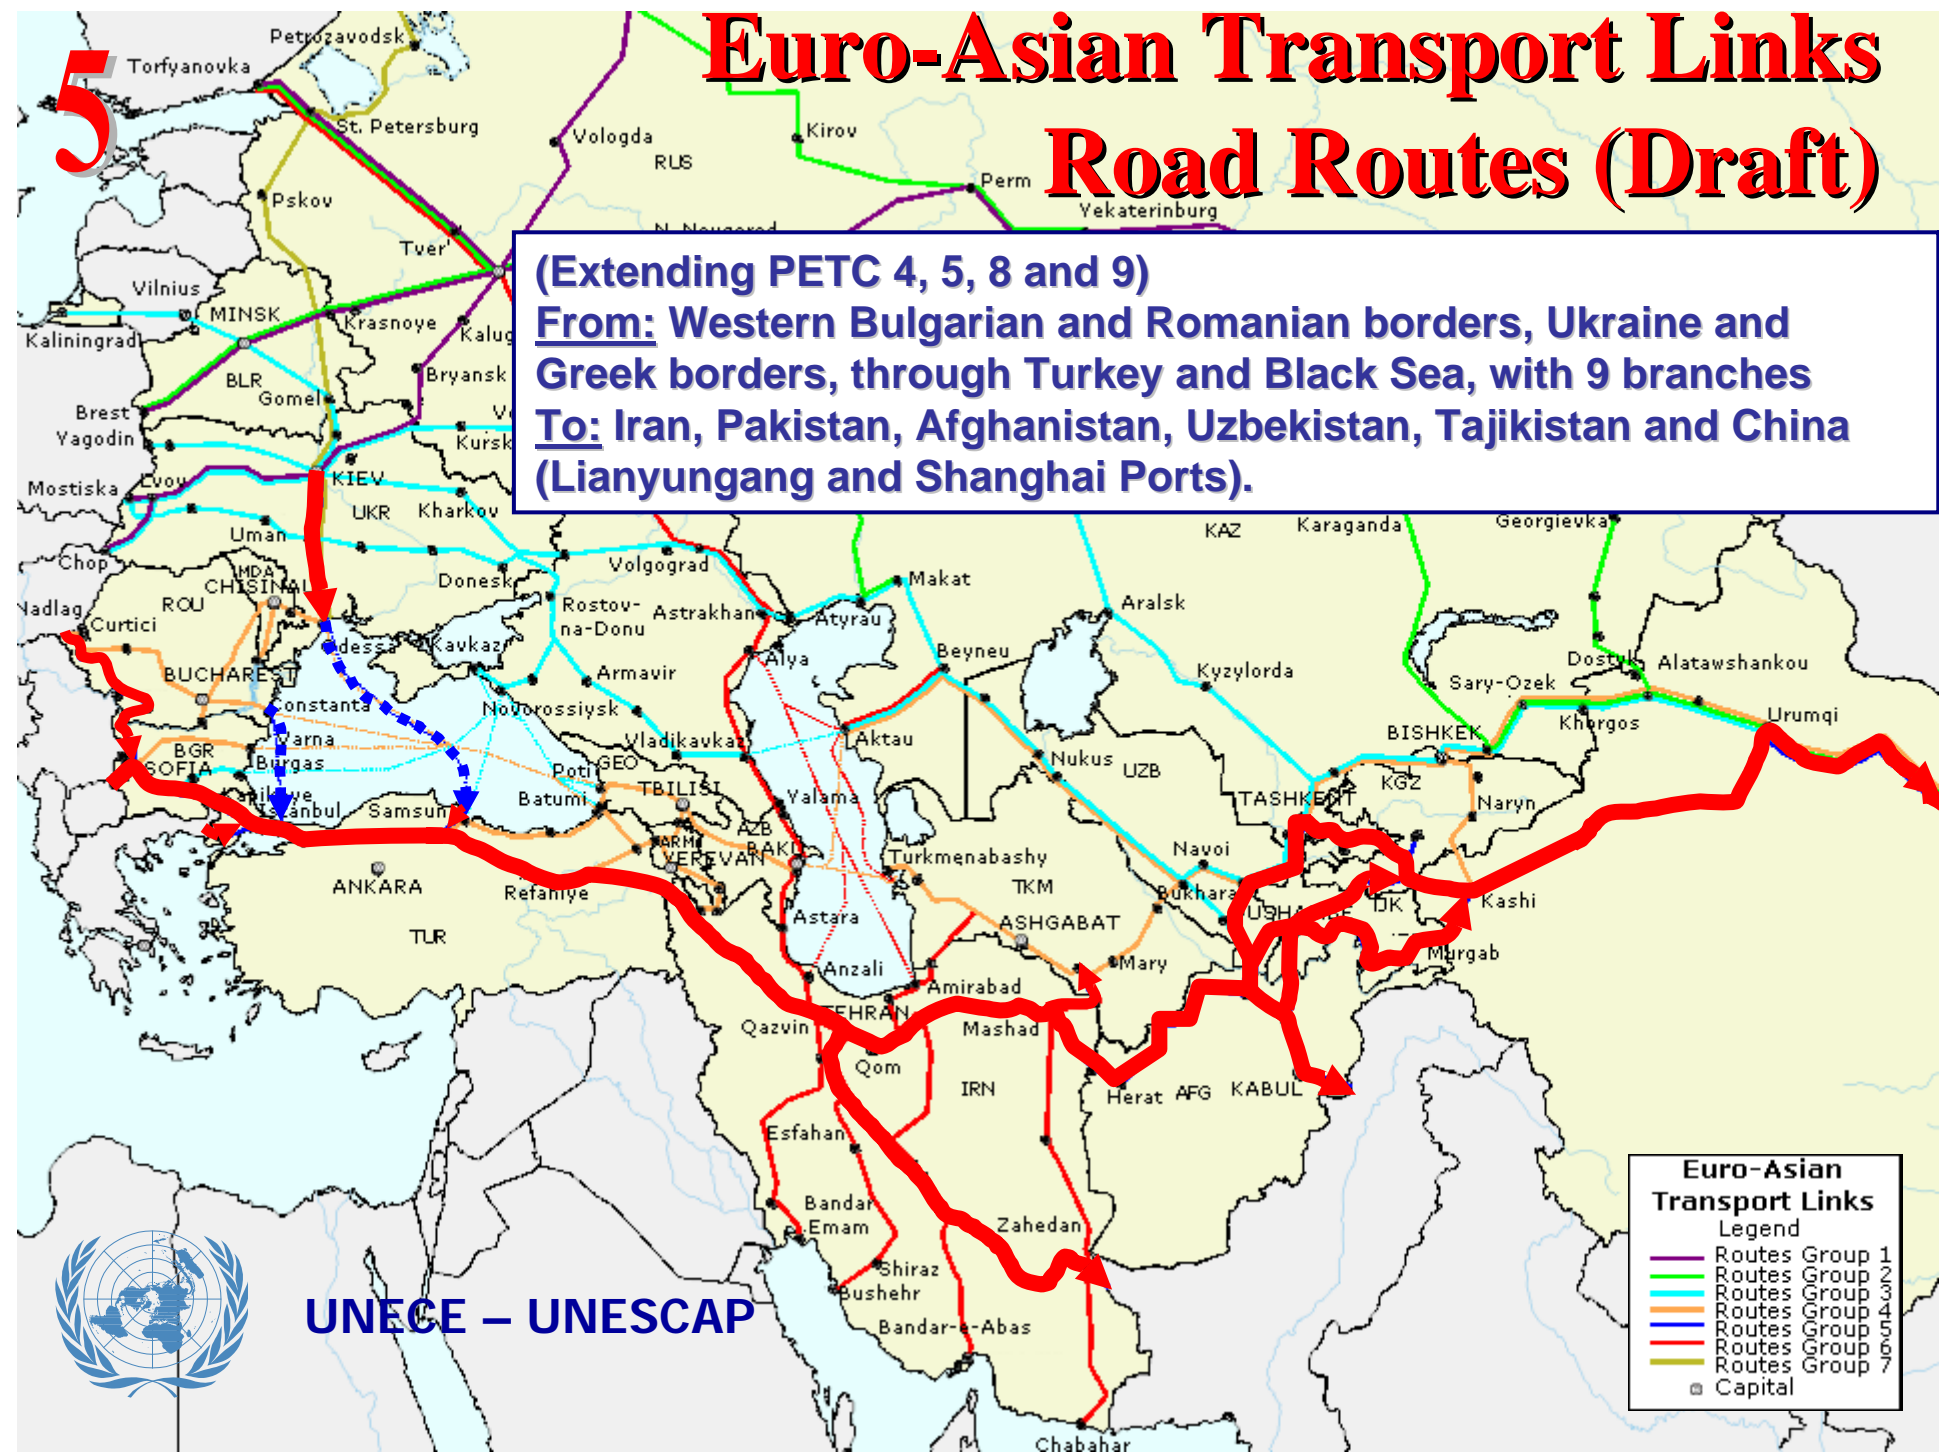 5
Euro-Asian Transport Links
Road Routes (Draft)
Petrozavodsk
Torfyanovka
St. Petersburg
Vologda
Kirov
RUS
Perm
Pskov
Yekaterinburg
Tver'
(Extending PETC 4, 5, 8 and 9)
From: Western Bulgarian and Romanian borders, Ukraine and
Greek borders, through Turkey and Black Sea, with 9 branches
To: Iran, Pakistan, Afghanistan, Uzbekistan, Tajikistan and China
(Lianyungang and Shanghai Ports).
Vilnius
MINSK
Krasnoye
Kaliningrad
BLR
Bryansk
Gomel
Brest
Yagodin
Kursk
Lvov
KIEV
Mostiska
UKR
Kharkov
Uman
KAZ
Karaganda
Georgievka
Chop
MDA
CHISINAU
Donesk
Volgograd
Makat
ROU
Nadlag
Curtici
Rostov-
na-Donu
Astrakhan
Atyrau
Aralsk
Odessa
Kavkaz
Alya
Beyneu
BUCHAREST
Armavir
Kyzylorda
Dostyk
Alatawshankou
Sary-Ozek
Constanta
Novorossiysk
Khorgos
Urumqi
Varna
Vladikavkaz
Aktau
BISHKEK
BGR
SOFIA
Burgas
GEO
Nukus
UZB
Poti
TBILISI
KGZ
Istanbul
Samsun
Batumi
Yalama
TASHKENT
Naryn
ARM
AZB
YEREVAN
BAKU
Turkmenabashy
Navoi
ANKARA
Refahiye
TKM
Bukhara
Kashi
Astara
ASHGABAT
TJK
TUR
Murgab
Anzali
Mary
Amirabad
TEHRAN
Qazvin
Mashad
Qom
IRN
Herat
AFG
KABUL
Esfahan
Bandar
Emam
Zahedan
Shiraz
Bushehr
Bandar-e-Abas
Chabahar
UNECE – UNESCAP
Euro-Asian
Transport Links
Legend
Routes Group 1
Routes Group 2
Routes Group 3
Routes Group 4
Routes Group 5
Routes Group 6
Routes Group 7
Capital